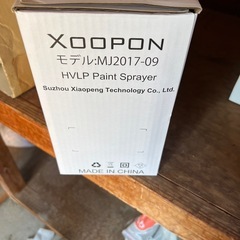 XOOPON
モデル:MJ2017-09
HVLP Paint Sprayer
Suzhou Xiaopeng Technology Co., Ltd.
MADE IN CHINA